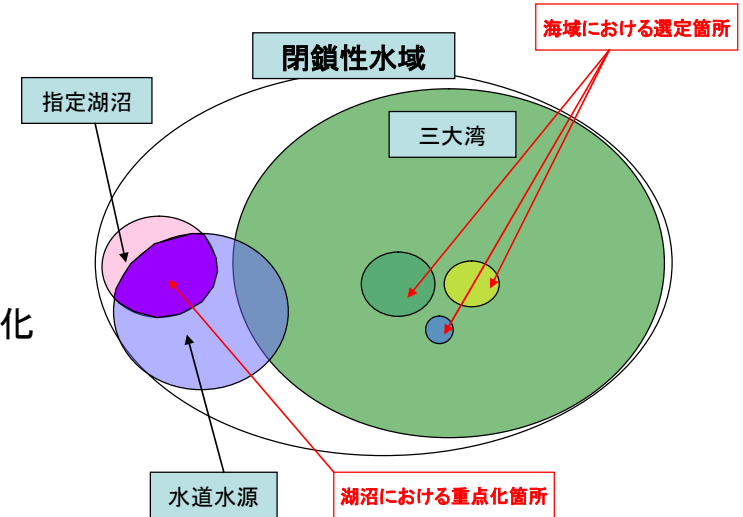 海域における選定箇所
閉鎖性水域
指定湖沼
三大湾
化
水道水源
湖沼における重点化箇所